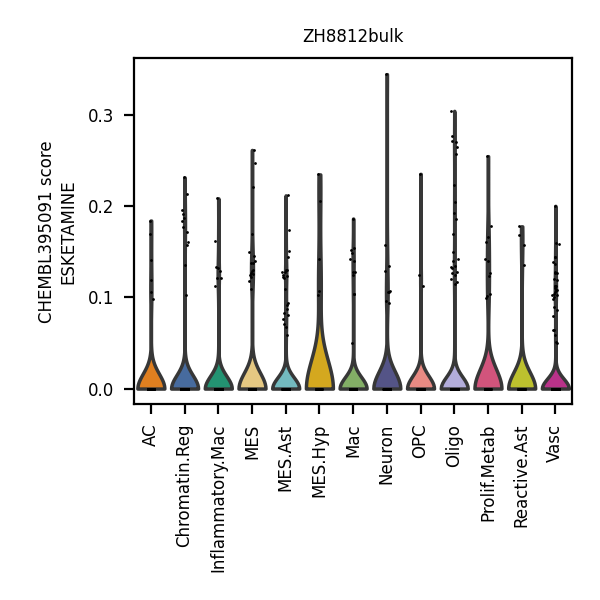 ZH8812bulk
CHEMBL395091 score
ESKETAMINE
0.3
0.2
0.1
0.0
AC
Chromatin.Reg
Inflammatory.Mac
MES
MES.Ast
MES.Hyp
Mac
Neuron
OPC
Oligo
Prolif.Metab
Reactive.Ast
Vasc